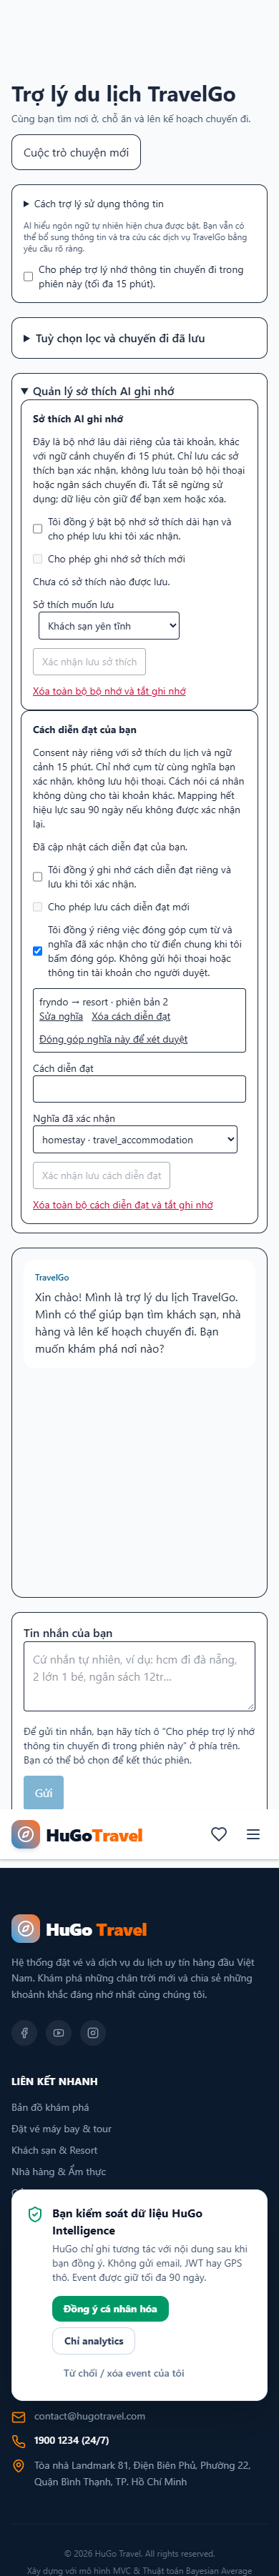 Trợ lý du lịch TravelGo
Cùng bạn tìm nơi ở, chỗ ăn và lên kế hoạch chuyến đi.
Cuộc trò chuyện mới
Cách trợ lý sử dụng thông tin
AI hiểu ngôn ngữ tự nhiên hiện chưa được bật. Bạn vẫn có
thể bổ sung thông tin và tra cứu các dịch vụ TravelGo bằng
yêu cầu rõ ràng.
Cho phép trợ lý nhớ thông tin chuyến đi trong
phiên này (tối đa 15 phút).
Tuỳ chọn lọc và chuyến đi đã lưu
Quản lý sở thích AI ghi nhớ
Sở thích AI ghi nhớ
Đây là bộ nhớ lâu dài riêng của tài khoản, khác
với ngữ cảnh chuyến đi 15 phút. Chỉ lưu các sở
thích bạn xác nhận, không lưu toàn bộ hội thoại
hoặc ngân sách chuyến đi. Tắt sẽ ngừng sử
dụng; dữ liệu còn giữ để bạn xem hoặc xóa.
Tôi đồng ý bật bộ nhớ sở thích dài hạn và
cho phép lưu khi tôi xác nhận.
Cho phép ghi nhớ sở thích mới
Chưa có sở thích nào được lưu.
Sở thích muốn lưu
Khách sạn yên tĩnh
Xác nhận lưu sở thích
Xóa toàn bộ bộ nhớ và tắt ghi nhớ
Cách diễn đạt của bạn
Consent này riêng với sở thích du lịch và ngữ
cảnh 15 phút. Chỉ nhớ cụm từ cùng nghĩa bạn
xác nhận, không lưu hội thoại. Cách nói cá nhân
không dùng cho tài khoản khác. Mapping hết
hiệu lực sau 90 ngày nếu không được xác nhận
lại.
Đã cập nhật cách diễn đạt của bạn.
Tôi đồng ý ghi nhớ cách diễn đạt riêng và
lưu khi tôi xác nhận.
Cho phép lưu cách diễn đạt mới
Tôi đồng ý riêng việc đóng góp cụm từ và
nghĩa đã xác nhận cho từ điển chung khi tôi
bấm đóng góp. Không gửi hội thoại hoặc
thông tin tài khoản cho người duyệt.
fryndo → resort · phiên bản 2
Sửa nghĩa Xóa cách diễn đạt
Đóng góp nghĩa này để xét duyệt
Cách diễn đạt
Nghĩa đã xác nhận
homestay · travel_accommodation
Xác nhận lưu cách diễn đạt
Xóa toàn bộ cách diễn đạt và tắt ghi nhớ
TravelGo
Xin chào! Mình là trợ lý du lịch TravelGo.
Mình có thể giúp bạn tìm khách sạn, nhà
hàng và lên kế hoạch chuyến đi. Bạn
muốn khám phá nơi nào?
Tin nhắn của bạn
Cứ nhắn tự nhiên, ví dụ: hcm đi đà nẵng,
2 lớn 1 bé, ngân sách 12tr...
Để gửi tin nhắn, bạn hãy tích ô “Cho phép trợ lý nhớ
thông tin chuyến đi trong phiên này” ở phía trên.
Bạn có thể bỏ chọn để kết thúc phiên.
Gửi
HuGoTravel
HuGo Travel
Hệ thống đặt vé và dịch vụ du lịch uy tín hàng đầu Việt
Nam. Khám phá những chân trời mới và chia sẻ những
khoảnh khắc đáng nhớ nhất cùng chúng tôi.
LIÊN KẾT NHANH
Bản đồ khám phá
Đặt vé máy bay & tour
Khách sạn & Resort
Nhà hàng & Ẩm thực
Bạn kiểm soát dữ liệu HuGo
Intelligence
HuGo chỉ ghi tương tác với nội dung sau khi
bạn đồng ý. Không gửi email, JWT hay GPS
thô. Event được giữ tối đa 90 ngày.
Đồng ý cá nhân hóa
Chỉ analytics
Từ chối / xóa event của tôi
contact@hugotravel.com
1900 1234 (24/7)
Tòa nhà Landmark 81, Điện Biên Phủ, Phường 22,
Quận Bình Thạnh, TP. Hồ Chí Minh
© 2026 HuGo Travel. All rights reserved.
Xây dựng với mô hình MVC & Thuật toán Bayesian Average